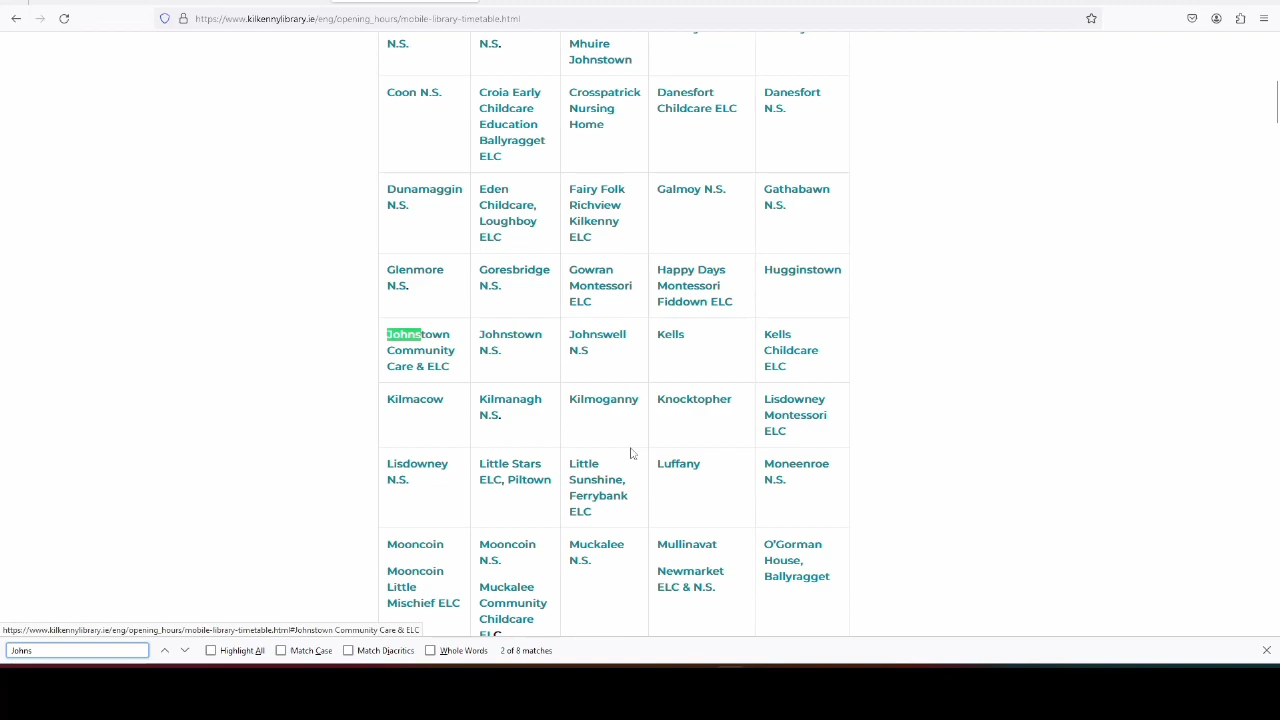 https://www.kilkennylibrary.ie/eng/opening_hours/mobile-library-timetable.html
N.S.
N.S.
Mhuire
Johnstown
Coon N.S.
Croia Early
Childcare
Education
Ballyragget
ELC
Crosspatrick
Nursing
Home
Danesfort
Childcare ELC
Danesfort
N.S.
Dunamaggin
N.S.
Eden
Childcare,
Loughboy
ELC
Fairy Folk
Richview
Kilkenny
ELC
Galmoy N.S.
Gathabawn
N.S.
Glenmore
N.S.
Goresbridge
N.S.
Gowran
Montessori
ELC
Happy Days
Montessori
Fiddown ELC
Hugginstown
Johnstown
Community
Care & ELC
Johnstown
N.S.
Johnswell
N.S
Kells
Kells
Childcare
ELC
Kilmacow
Kilmanagh
N.S.
Kilmoganny
Knocktopher
Lisdowney
Montessori
ELC
Lisdowney
N.S.
Little Stars
ELC, Piltown
Little
Sunshine,
Ferrybank
ELC
Luffany
Moneenroe
N.S.
Mooncoin
Mooncoin
Little
Mischief ELC
Mooncoin
N.S.
Muckalee
Community
Childcare
ELC
Muckalee
N.S.
Mullinavat
Newmarket
ELC & N.S.
O'Gorman
House,
Ballyragget
https://www.kilkennylibrary.ie/eng/opening_hours/mobile-library-timetable.html#Johnstown Community Care & ELC
Johns
Highlight All
Match Case
Match Diacritics
Whole Words
2 of 8 matches